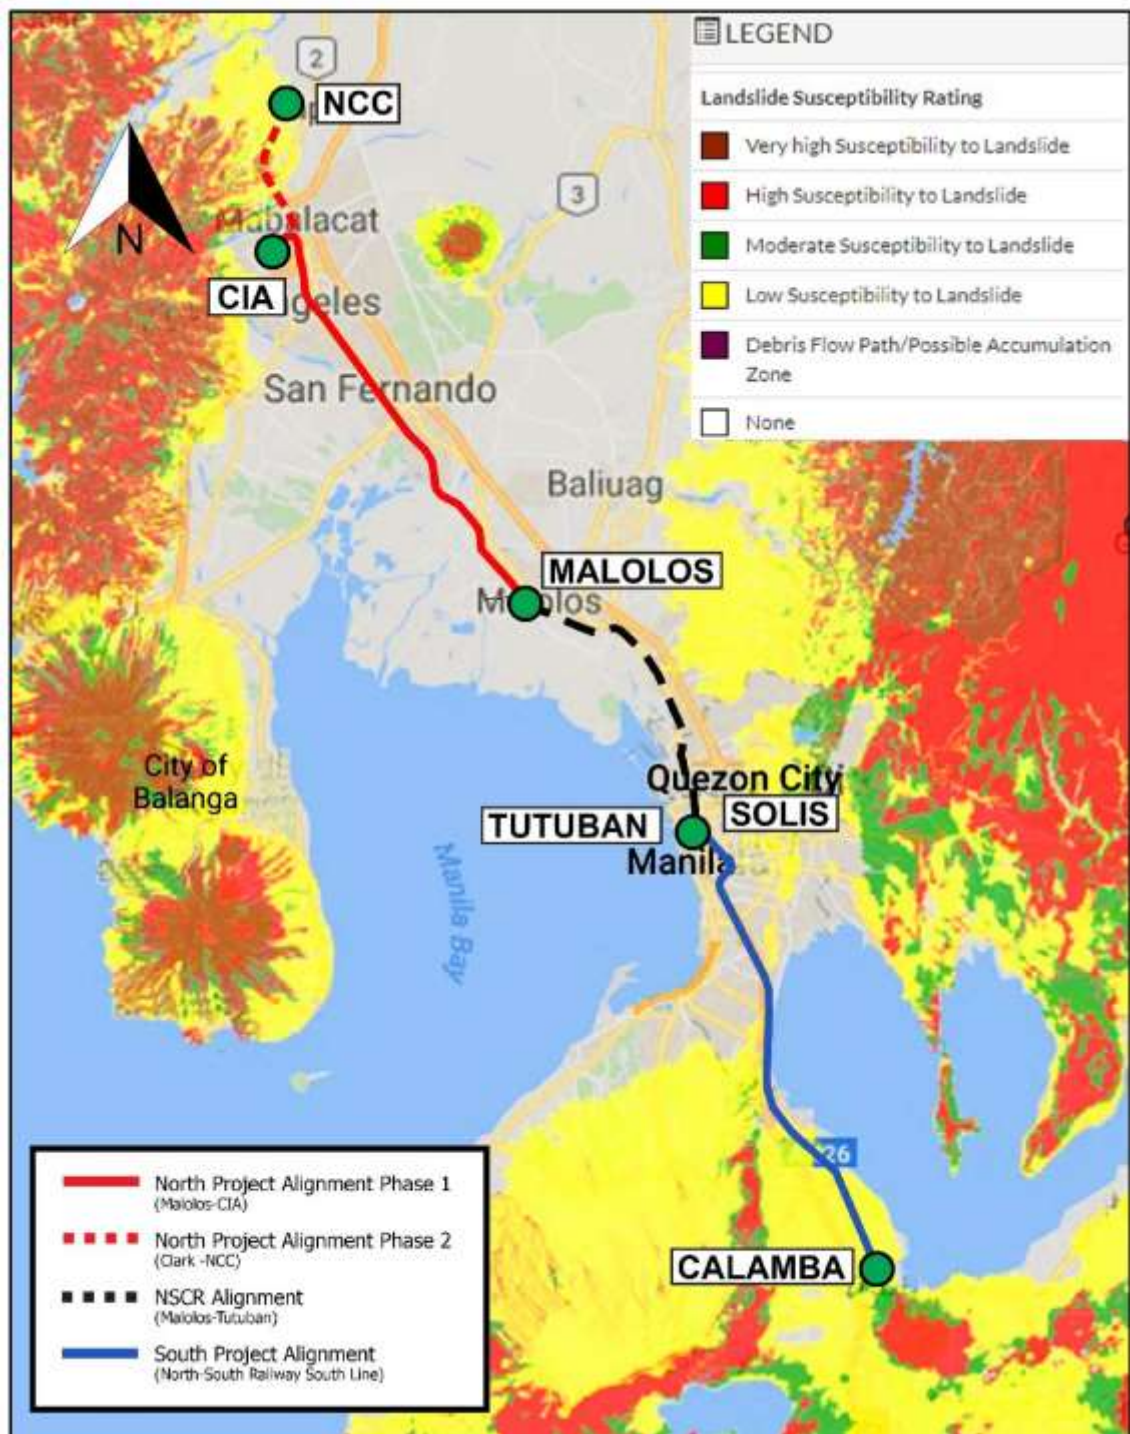 LEGEND
Landslide Susceptibility Rating
Very high Susceptibility to Landslide
High Susceptibility to Landslide
Moderate Susceptibility to Landslide
Low Susceptibility to Landslide
Debris Flow Path/Possible Accumulation
Zone
None
2
NCC
3
N
Mabalacat
CIA
San Fernando
Baliuag
MALOLOS
City of
Balanga
Quezon City
SOLIS
TUTUBAN
Manila
Manila Bay
26
CALAMBA
North Project Alignment Phase 1
(Malolos-CIA)
North Project Alignment Phase 2
(Clark -NCC)
NSCR Alignment
(Malolos-Tutuban)
South Project Alignment
(North-South Railway South Line)